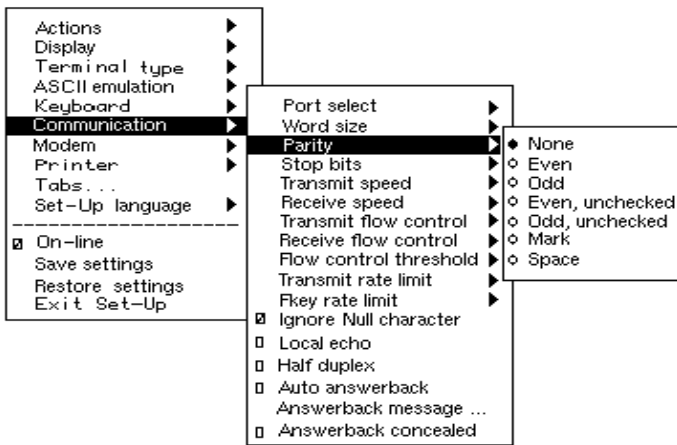 Actions
Display
Terminal type
ASCII emulation
Keyboard
Communication
Modem
Printer
Tabs...
Set-Up language
On-line
Save settings
Restore settings
Exit Set-Up
Port select
Word size
Parity
Stop bits
Transmit speed
Receive speed
Transmit flow control
Receive flow control
Flow control threshold
Transmit rate limit
Fkey rate limit
Ignore Null character
Local echo
Half duplex
Auto answerback
Answerback message ...
Answerback concealed
None
Even
Odd
Even, unchecked
Odd, unchecked
Mark
Space